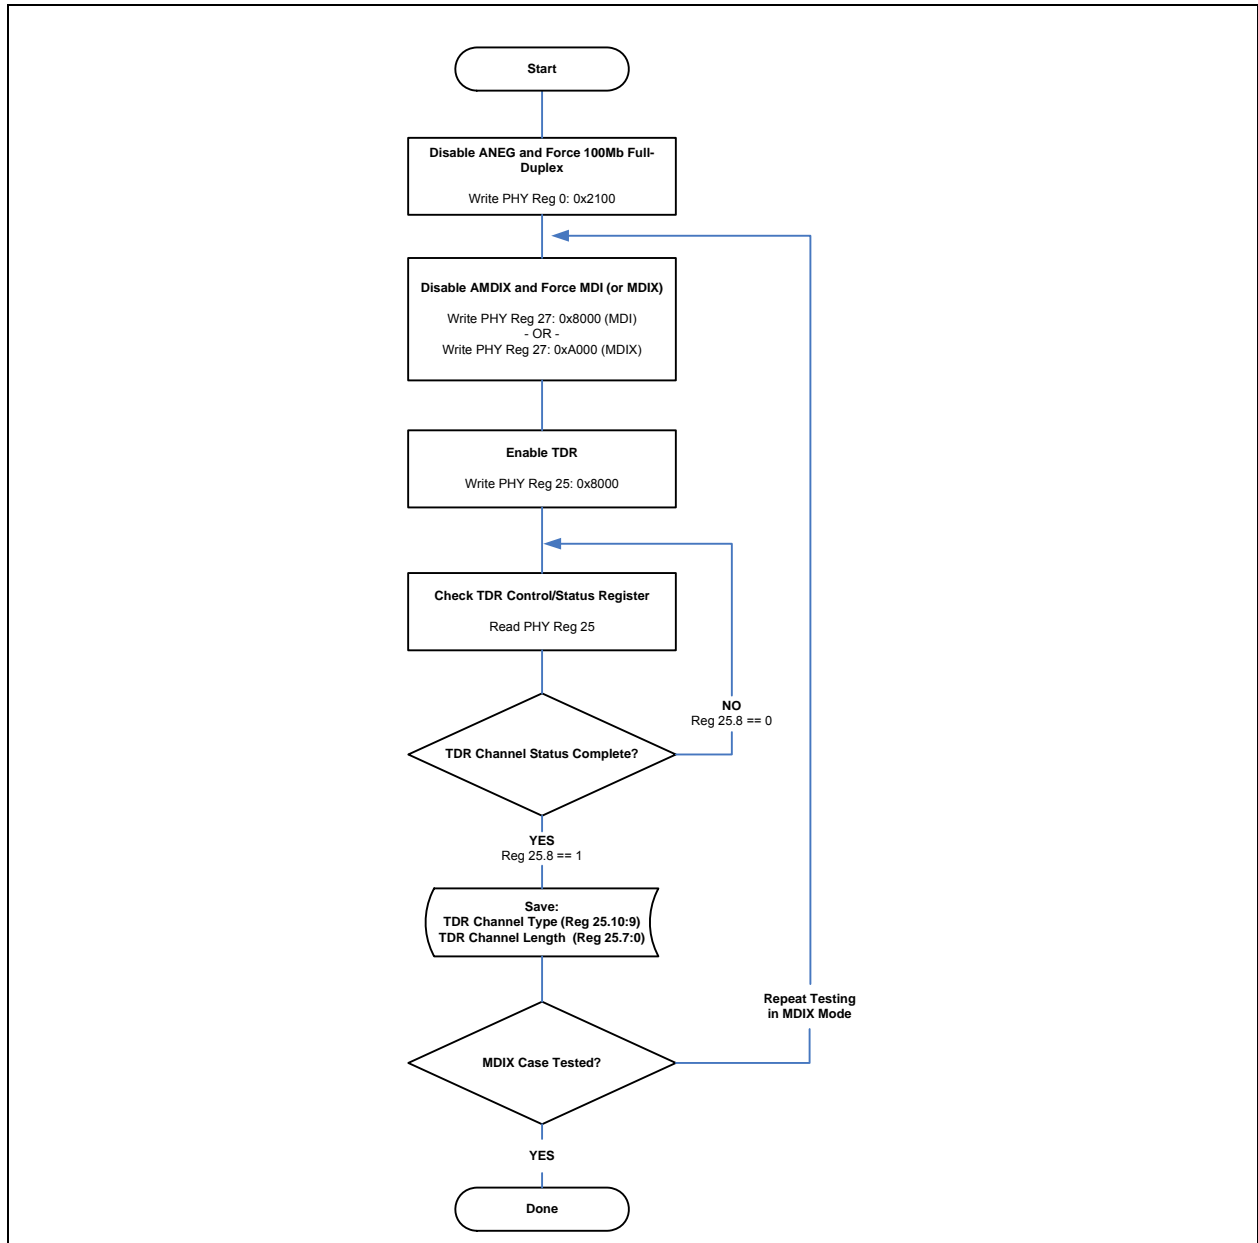 Start
Disable ANEG and Force 100Mb Full-
Duplex
Write PHY Reg 0: 0x2100
Disable AMDIX and Force MDI (or MDIX)
Write PHY Reg 27: 0x8000 (MDI)
- OR -
Write PHY Reg 27: 0xA000 (MDIX)
Enable TDR
Write PHY Reg 25: 0x8000
Check TDR Control/Status Register
Read PHY Reg 25
NO
Reg 25.8 == 0
TDR Channel Status Complete?
YES
Reg 25.8 == 1
Save:
TDR Channel Type (Reg 25.10:9)
TDR Channel Length (Reg 25.7:0)
Repeat Testing
in MDIX Mode
MDIX Case Tested?
YES
Done